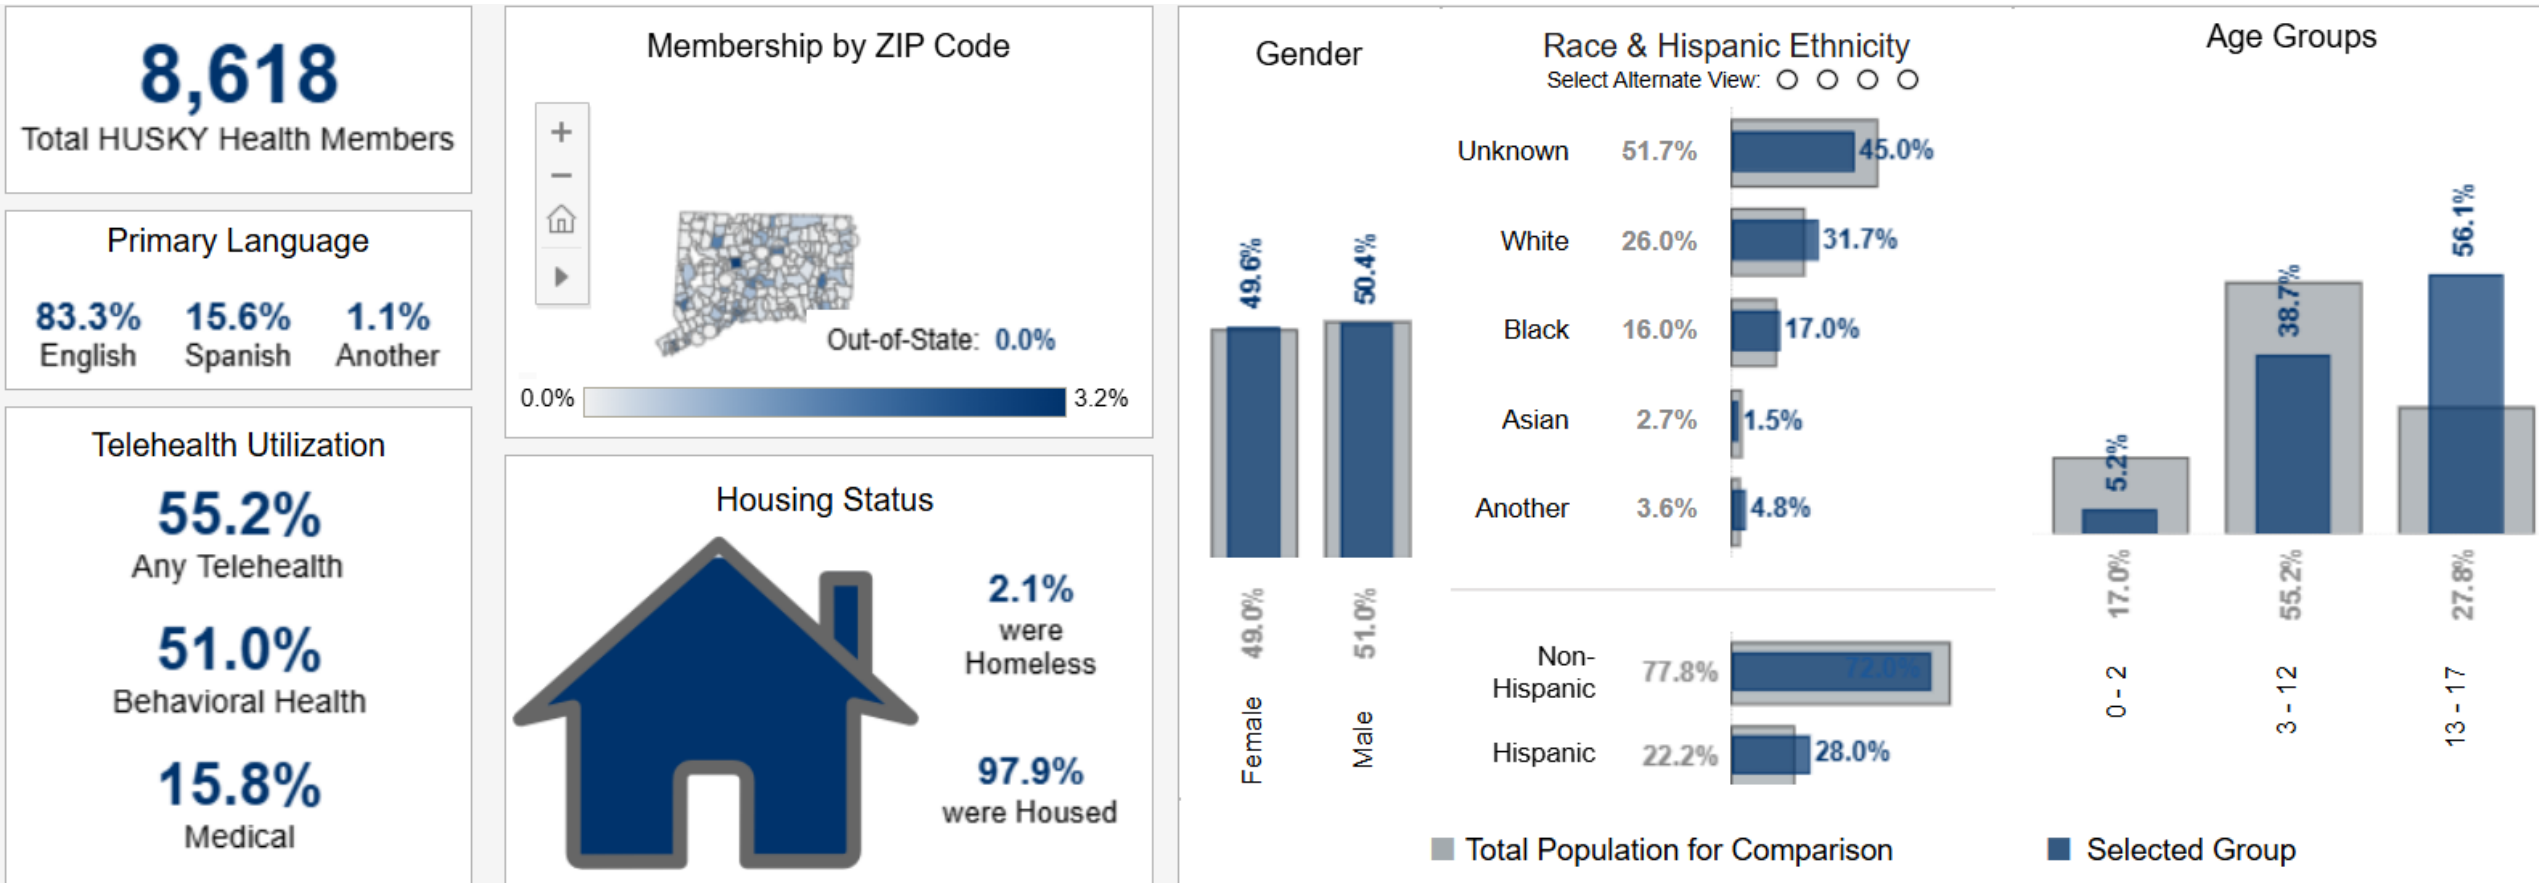 8,618
Total HUSKY Health Members
Primary Language
83.3% 15.6% 1.1%
English Spanish Another
Telehealth Utilization
55.2%
Any Telehealth
51.0%
Behavioral Health
15.8%
Medical
Membership by ZIP Code
+
−
Out-of-State: 0.0%
0.0% 3.2%
Housing Status
2.1%
were
Homeless
97.9%
were Housed
Gender
49.6% 50.4%
49.0% 51.0%
Female Male
Race & Hispanic Ethnicity
Select Alternate View:
Unknown 51.7% 45.0%
White 26.0% 31.7%
Black 16.0% 17.0%
Asian 2.7% 1.5%
Another 3.6% 4.8%
Non-
Hispanic 77.8% 72.0%
Hispanic 22.2% 28.0%
Age Groups
5.2% 38.7% 56.1%
17.0% 55.2% 27.8%
0 - 2 3 - 12 13 - 17
Total Population for Comparison Selected Group